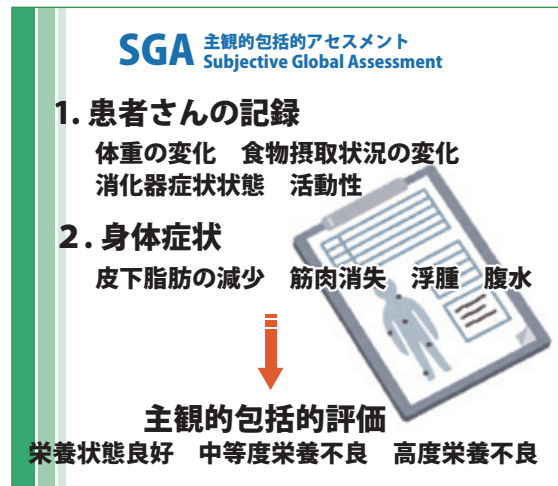 SGA 主観的包括的アセスメント
Subjective Global Assessment
1. 患者さんの記録
体重の変化　食物摂取状況の変化
消化器症状状態　活動性
2. 身体症状
皮下脂肪の減少　筋肉消失　浮腫　腹水
主観的包括的評価
栄養状態良好　中等度栄養不良　高度栄養不良